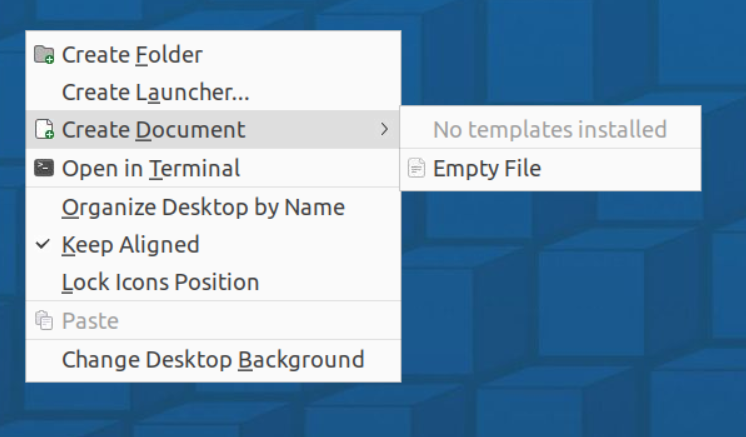 Create Folder
Create Launcher...
Create Document
No templates installed
Open in Terminal
Empty File
Organize Desktop by Name
Keep Aligned
Lock Icons Position
Paste
Change Desktop Background